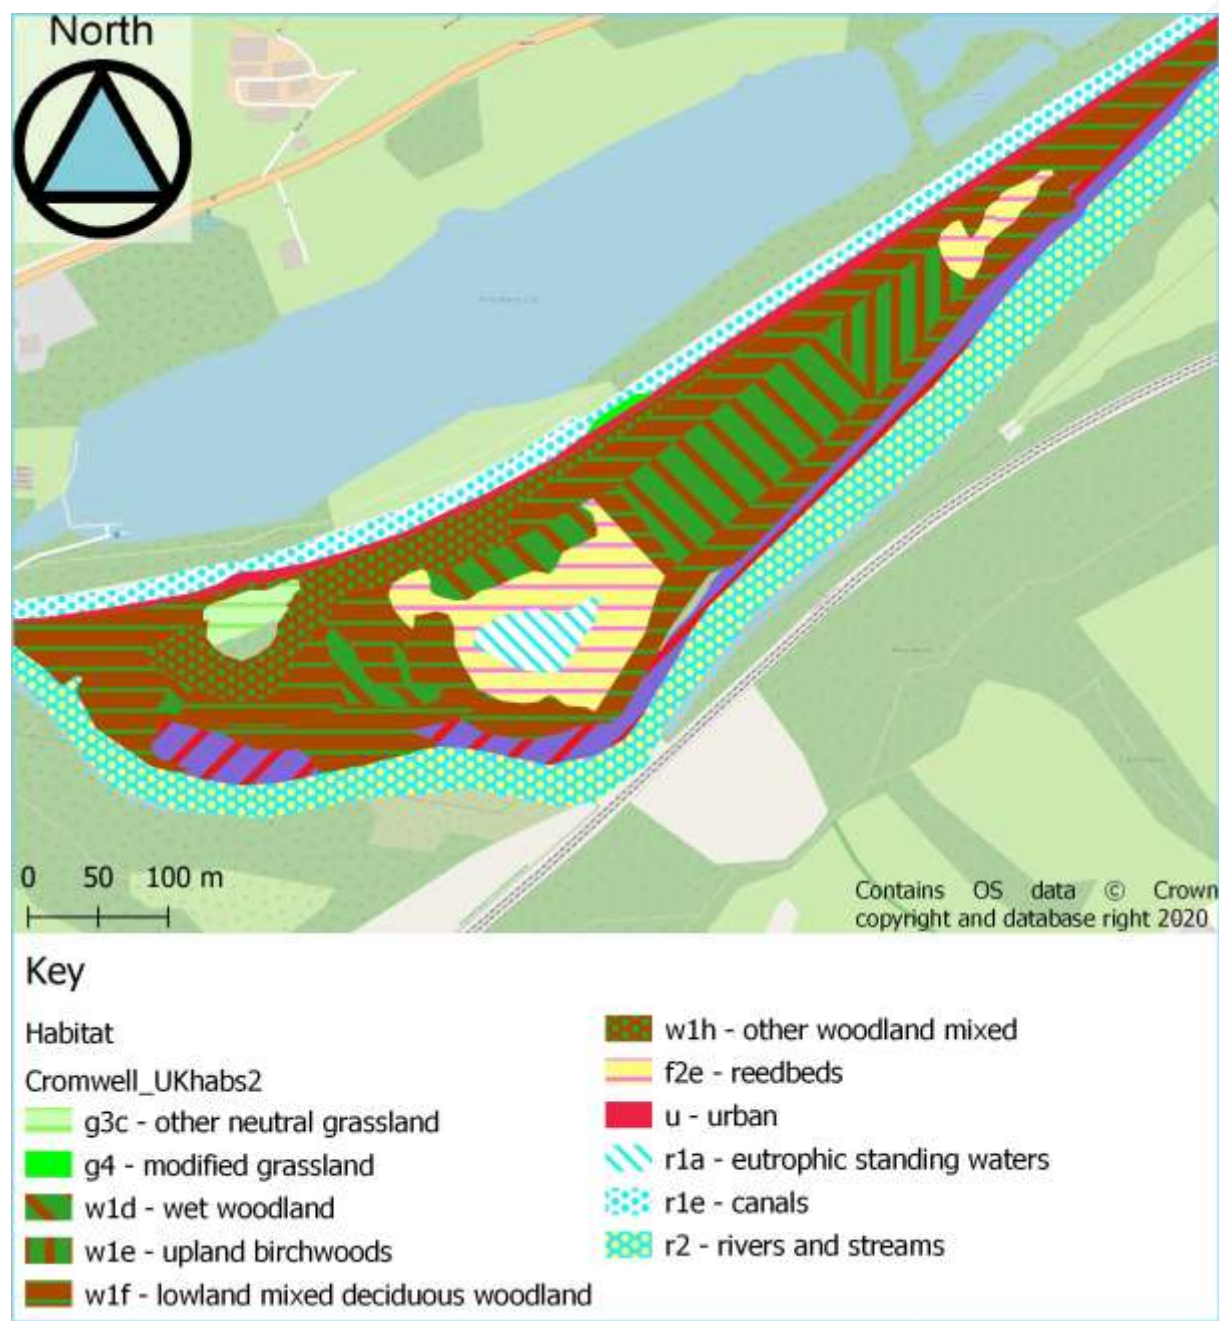 North
0 50 100 m
Contains OS data © Crown
copyright and database right 2020
Key
Habitat
Cromwell_UKhabs2
g3c - other neutral grassland
g4 - modified grassland
w1d - wet woodland
w1e - upland birchwoods
w1f - lowland mixed deciduous woodland
w1h - other woodland mixed
f2e - reedbeds
u - urban
r1a - eutrophic standing waters
r1e - canals
r2 - rivers and streams